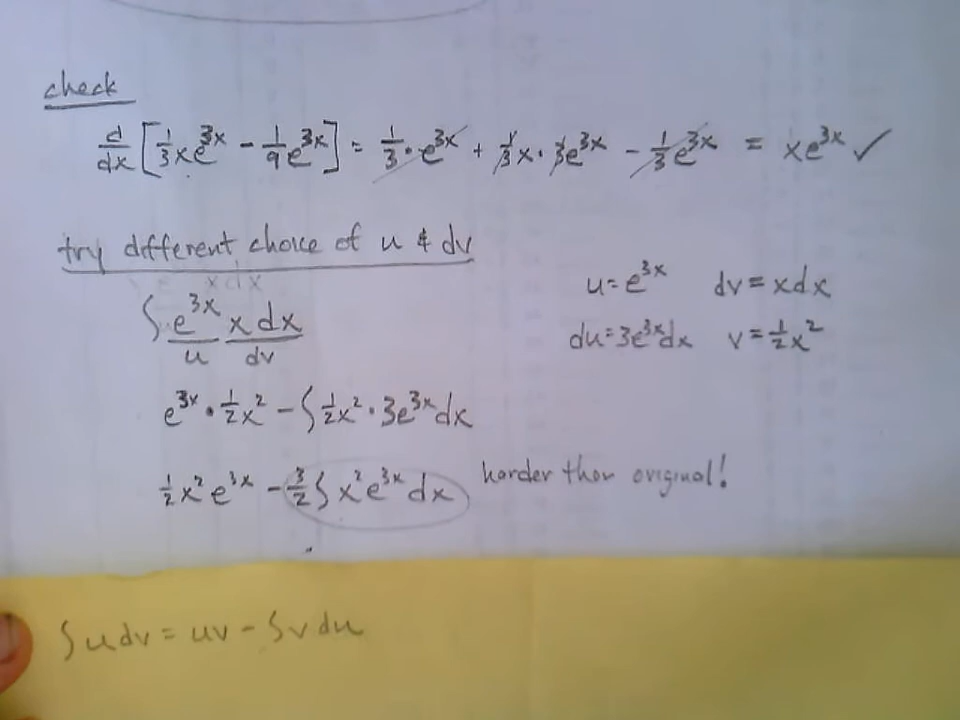 check
d/dx [1/3 xe^3x - 1/9 e^3x] = 1/3 · e^3x + 1/3 x · 3e^3x - 1/3 e^3x = xe^3x ✓
try different choice of u & dv
∫ e^3x x dx
u dv
u = e^3x dv = xdx
du = 3e^3x dx v = 1/2 x^2
e^3x · 1/2 x^2 - ∫ 1/2 x^2 · 3e^3x dx
1/2 x^2 e^3x - 3/2 ∫ x^2 e^3x dx harder than original!
∫ u dv = uv - ∫ v du